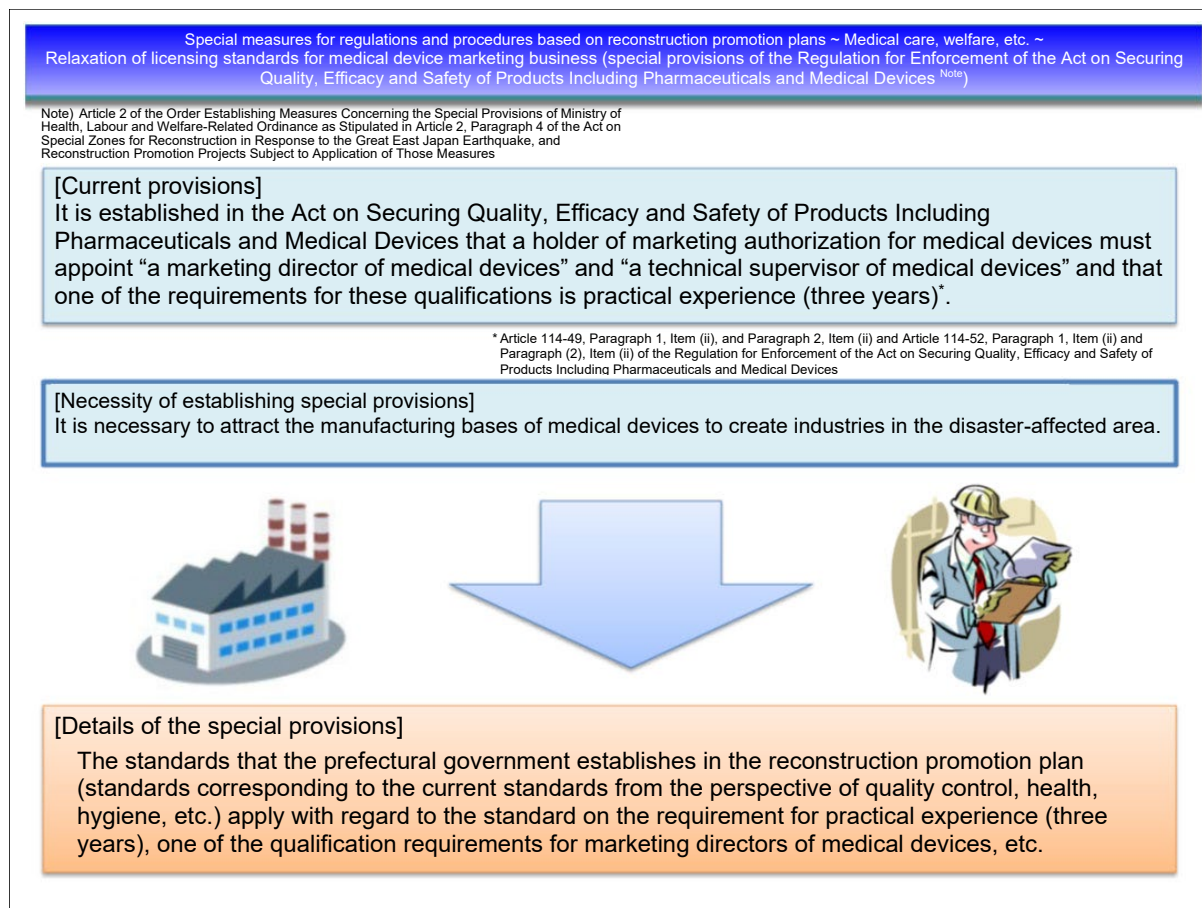 Special measures for regulations and procedures based on reconstruction promotion plans ~ Medical care, welfare, etc. ~
Relaxation of licensing standards for medical device marketing business (special provisions of the Regulation for Enforcement of the Act on Securing
Quality, Efficacy and Safety of Products Including Pharmaceuticals and Medical Devices Note)
Note) Article 2 of the Order Establishing Measures Concerning the Special Provisions of Ministry of
Health, Labour and Welfare-Related Ordinance as Stipulated in Article 2, Paragraph 4 of the Act on
Special Zones for Reconstruction in Response to the Great East Japan Earthquake, and
Reconstruction Promotion Projects Subject to Application of Those Measures
[Current provisions]
It is established in the Act on Securing Quality, Efficacy and Safety of Products Including
Pharmaceuticals and Medical Devices that a holder of marketing authorization for medical devices must
appoint “a marketing director of medical devices” and “a technical supervisor of medical devices” and that
one of the requirements for these qualifications is practical experience (three years)*.
* Article 114-49, Paragraph 1, Item (ii), and Paragraph 2, Item (ii) and Article 114-52, Paragraph 1, Item (ii) and
Paragraph (2), Item (ii) of the Regulation for Enforcement of the Act on Securing Quality, Efficacy and Safety of
Products Including Pharmaceuticals and Medical Devices
[Necessity of establishing special provisions]
It is necessary to attract the manufacturing bases of medical devices to create industries in the disaster-affected area.
[Details of the special provisions]
The standards that the prefectural government establishes in the reconstruction promotion plan
(standards corresponding to the current standards from the perspective of quality control, health,
hygiene, etc.) apply with regard to the standard on the requirement for practical experience (three
years), one of the qualification requirements for marketing directors of medical devices, etc.